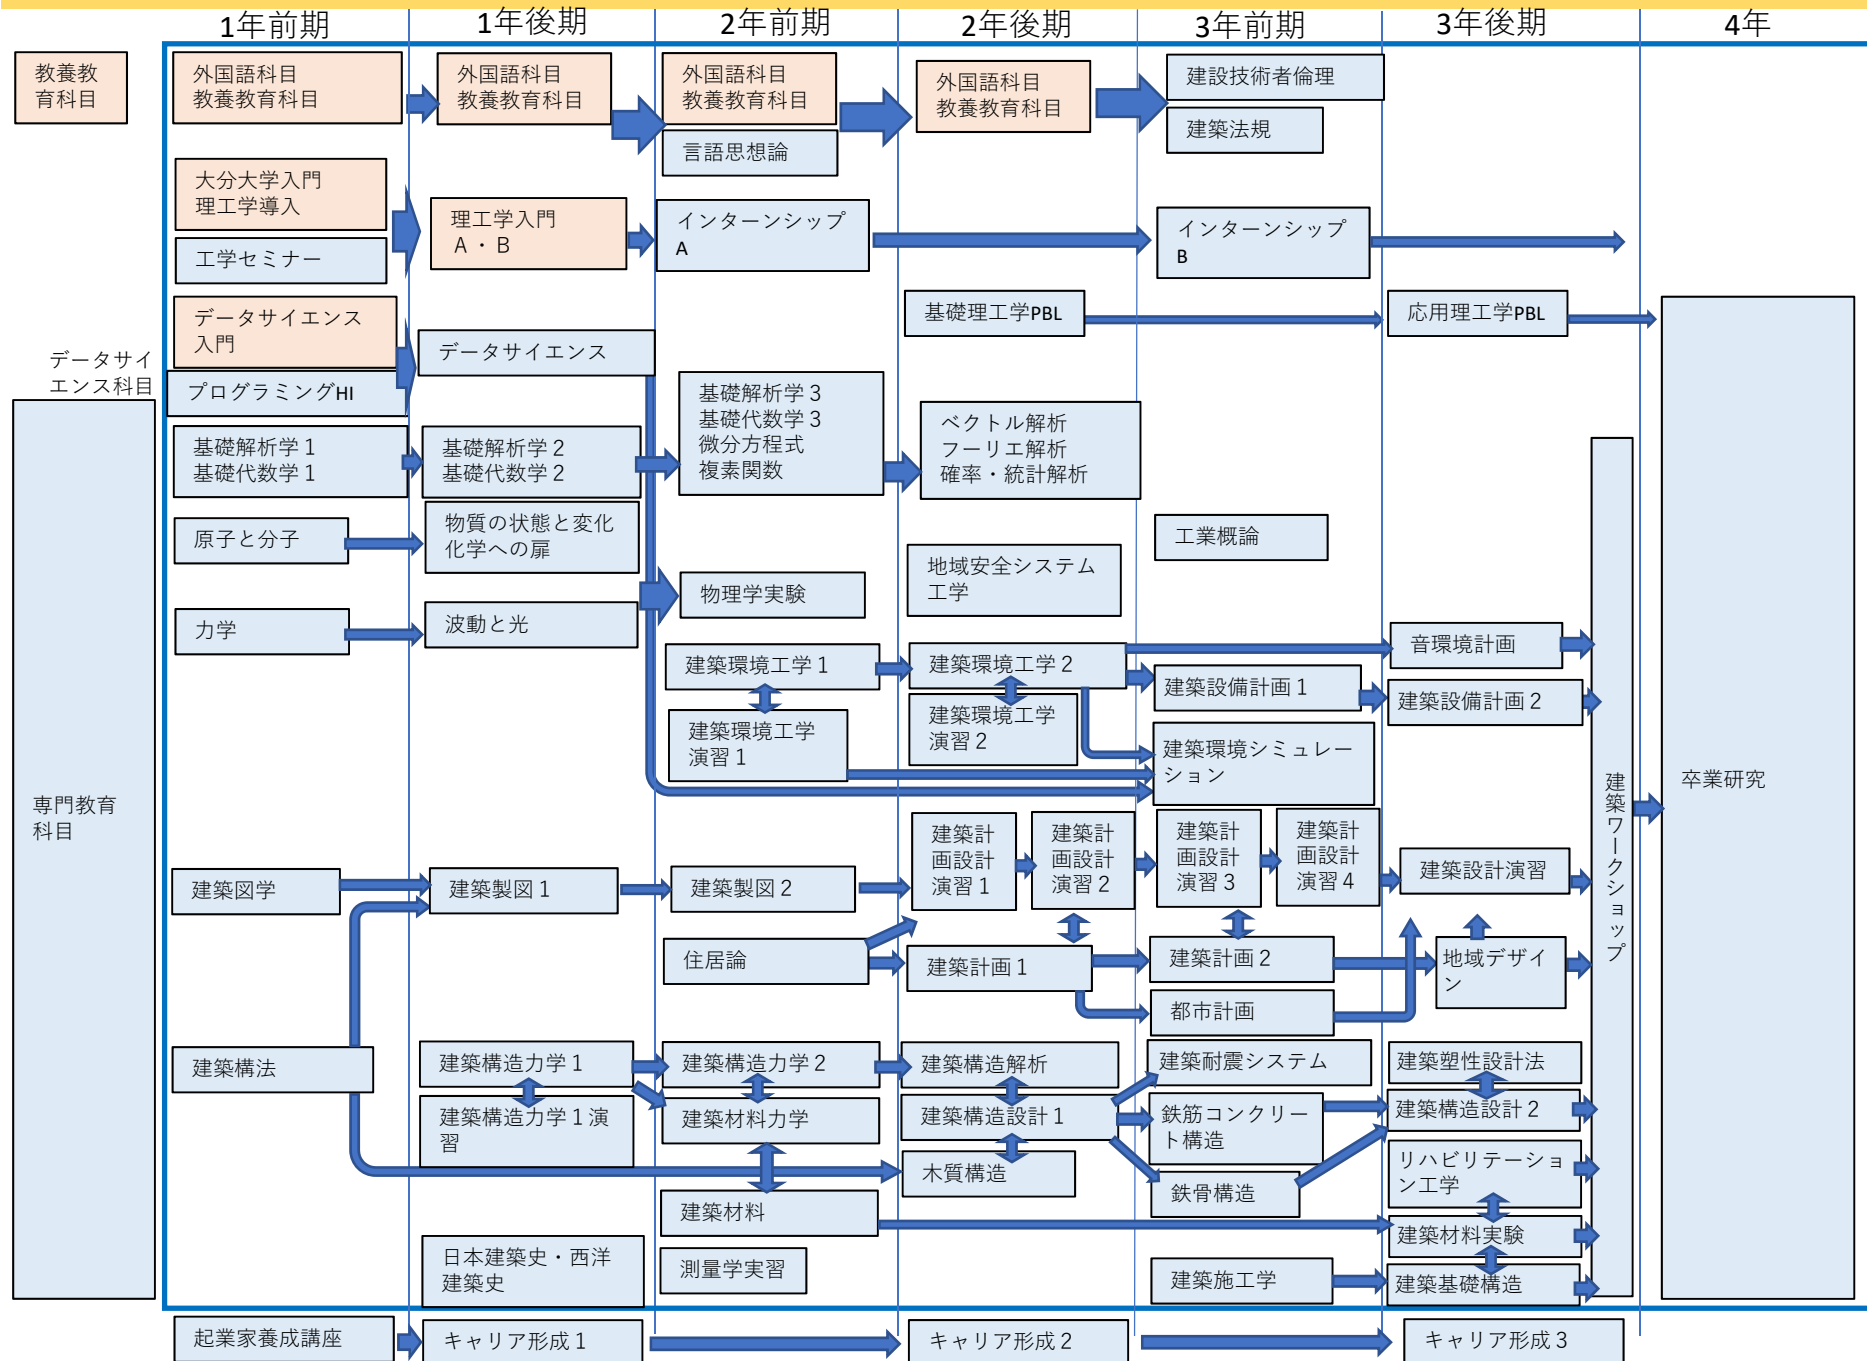 1年前期
1年後期
2年前期
2年後期
3年前期
3年後期
4年
教養教
育科目
外国語科目
教養教育科目
外国語科目
教養教育科目
外国語科目
教養教育科目
言語思想論
外国語科目
教養教育科目
建設技術者倫理
建築法規
大分大学入門
理工学導入
工学セミナー
理工学入門
A・B
インターンシップ
A
インターンシップ
B
データサイエンス
入門
プログラミングHI
データサイエンス
基礎理工学PBL
応用理工学PBL
データサイ
エンス科目
専門教育
科目
基礎解析学1
基礎代数学1
基礎解析学2
基礎代数学2
基礎解析学3
基礎代数学3
微分方程式
複素関数
ベクトル解析
フーリエ解析
確率・統計解析
原子と分子
物質の状態と変化
化学への扉
物理学実験
地域安全システム
工学
工業概論
力学
波動と光
建築環境工学1
建築環境工学2
音環境計画
建築設備計画1
建築設備計画2
建築環境工学
演習1
建築環境工学
演習2
建築環境シミュレー
ション
建築図学
建築製図1
建築製図2
建築計
画設計
演習1
建築計
画設計
演習2
建築計
画設計
演習3
建築計
画設計
演習4
建築設計演習
住居論
建築計画1
建築計画2
地域デザイ
ン
都市計画
建築構法
建築構造力学1
建築構造力学2
建築構造解析
建築耐震システム
建築塑性設計法
建築構造力学1演
習
建築材料力学
建築構造設計1
鉄筋コンクリー
ト構造
建築構造設計2
木質構造
鉄骨構造
リハビリテーショ
ン工学
建築材料
建築材料実験
日本建築史・西洋
建築史
測量学実習
建築施工学
建築基礎構造
建築ワークショップ
卒業研究
起業家養成講座
キャリア形成1
キャリア形成2
キャリア形成3